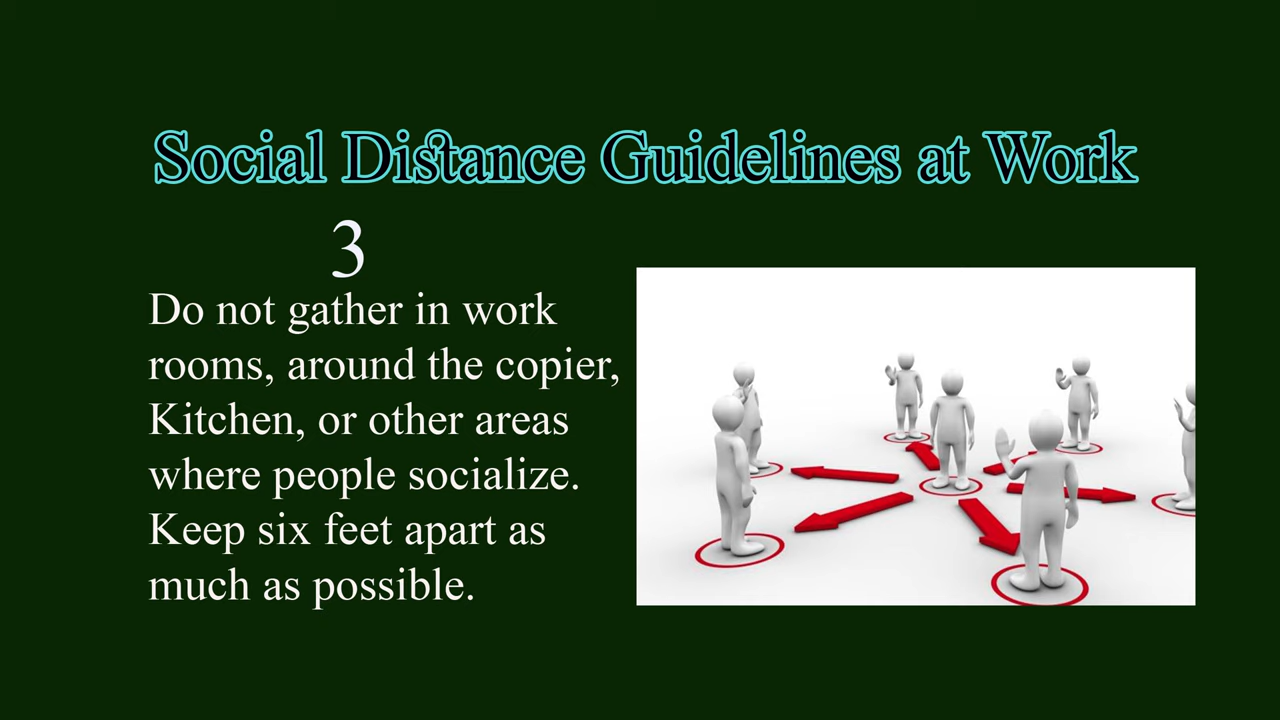 Social Distance Guidelines at Work
3
Do not gather in work
rooms, around the copier,
Kitchen, or other areas
where people socialize.
Keep six feet apart as
much as possible.